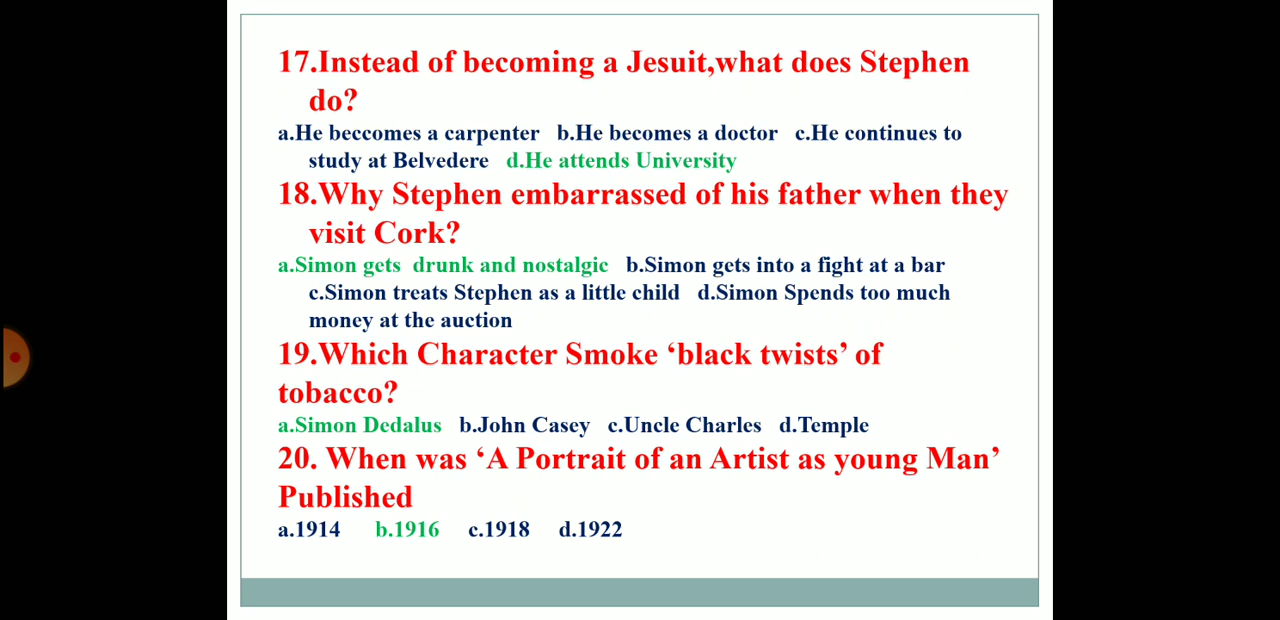 17.Instead of becoming a Jesuit,what does Stephen
do?
a.He beccomes a carpenter b.He becomes a doctor c.He continues to
study at Belvedere d.He attends University
18.Why Stephen embarrassed of his father when they
visit Cork?
a.Simon gets drunk and nostalgic b.Simon gets into a fight at a bar
c.Simon treats Stephen as a little child d.Simon Spends too much
money at the auction
19.Which Character Smoke ‘black twists’ of
tobacco?
a.Simon Dedalus b.John Casey c.Uncle Charles d.Temple
20. When was ‘A Portrait of an Artist as young Man’
Published
a.1914 b.1916 c.1918 d.1922